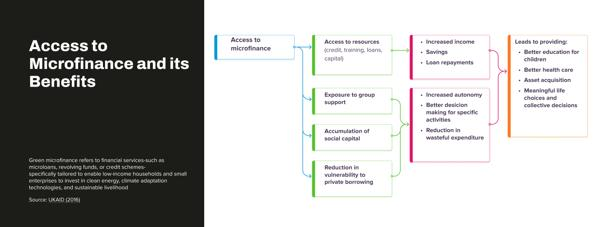 Access to
Microfinance and its
Benefits
Green microfinance refers to financial services-such as
microloans, revolving funds, or credit schemes-
specifically tailored to enable low-income households and small
enterprises to invest in clean energy, climate adaptation
technologies, and sustainable livelihood
Source: UKAID (2016)
Access to
microfinance
Access to resources
(credit, training, loans,
capital)
Exposure to group
support
Accumulation of
social capital
Reduction in
vulnerability to
private borrowing
• Increased income
• Savings
• Loan repayments
• Increased autonomy
• Better desicion
making for specific
activities
• Reduction in
wasteful expenditure
Leads to providing:
• Better education for
children
• Better health care
• Asset acquisition
• Meaningful life
choices and
collective decisions